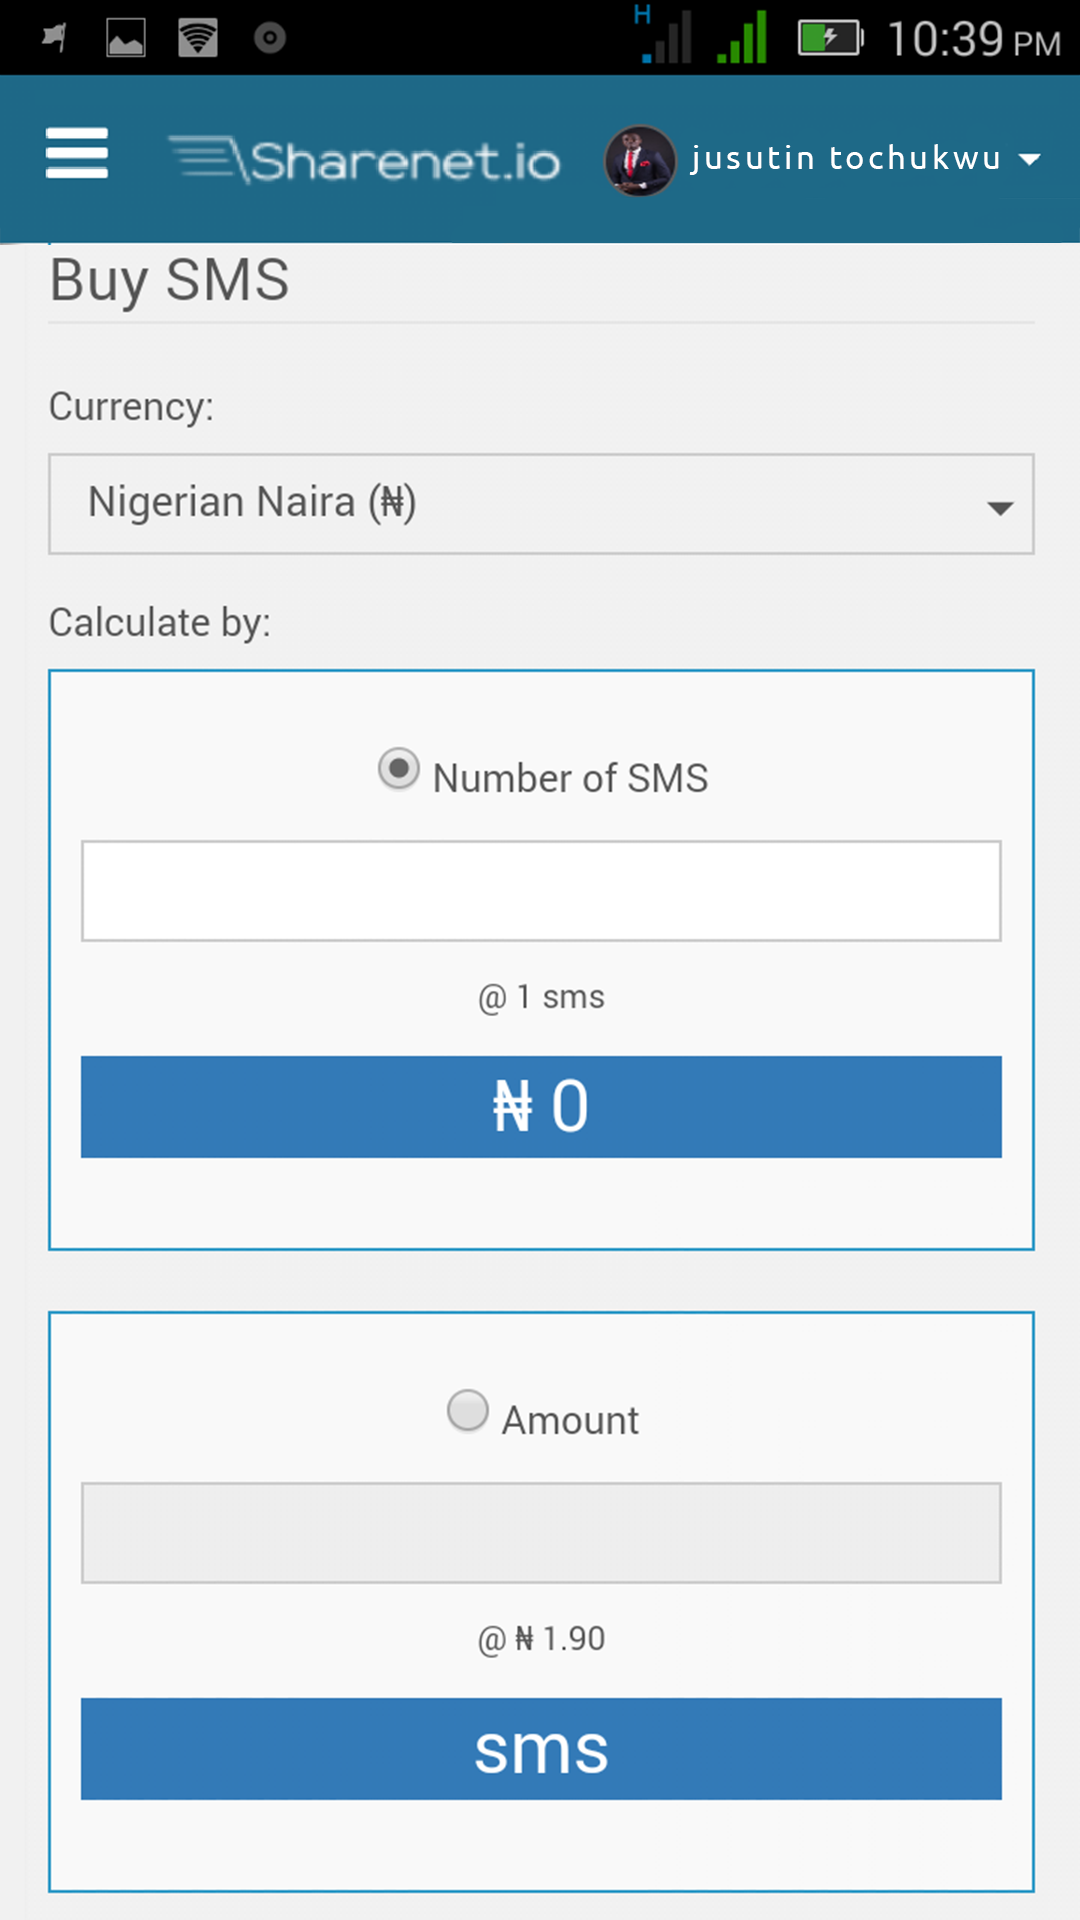 H
10:39 PM
Sharenet.io
jusutin tochukwu
Buy SMS
Currency:
Nigerian Naira (₦)
Calculate by:
Number of SMS
@ 1 sms
₦ 0
Amount
@ ₦ 1.90
sms